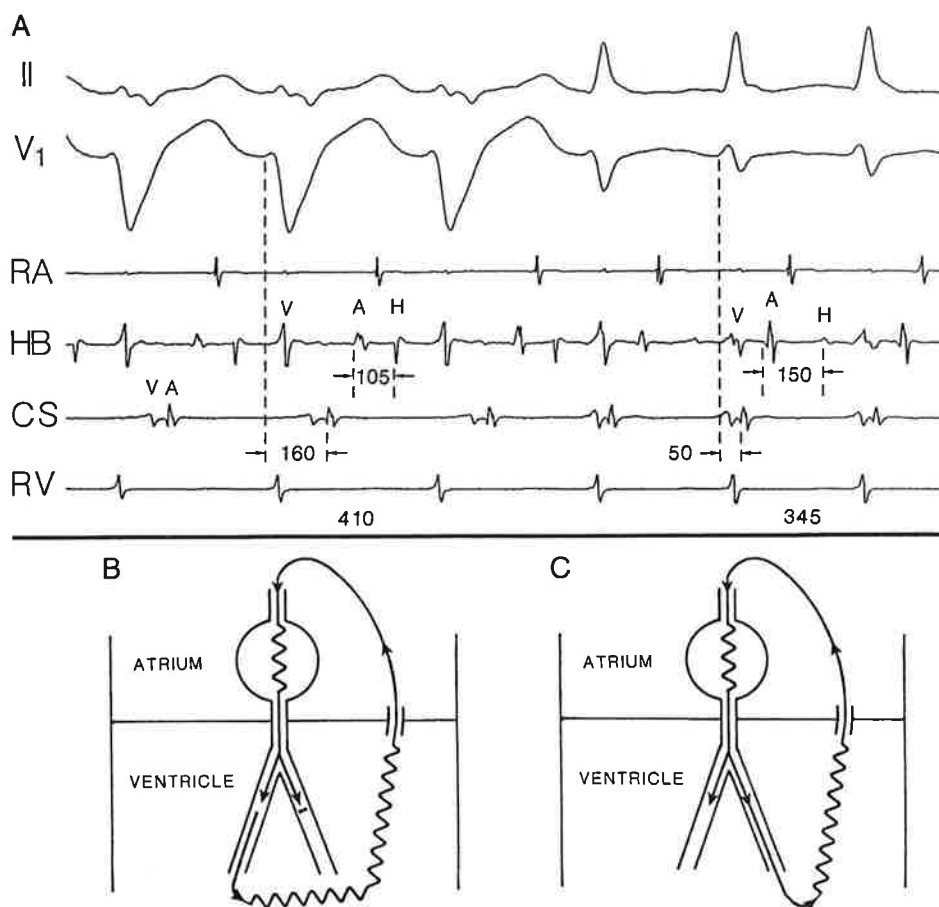 A
II
V1
RA
HB V A H V A H
105 150
CS V A
160 50
RV
410 345
B C
ATRIUM ATRIUM
VENTRICLE VENTRICLE